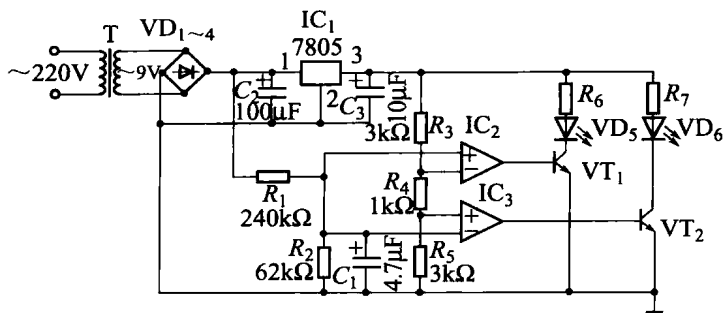 T
VD1~4
~220V
~9V
IC1
7805
1
3
2
C2
100μF
C3
10μF
3kΩ
R3
R4
1kΩ
R5
3kΩ
R1
240kΩ
R2
62kΩ
C1
4.7μF
IC2
+
−
IC3
+
−
R6
VD5
VT1
R7
VD6
VT2
+
+
+